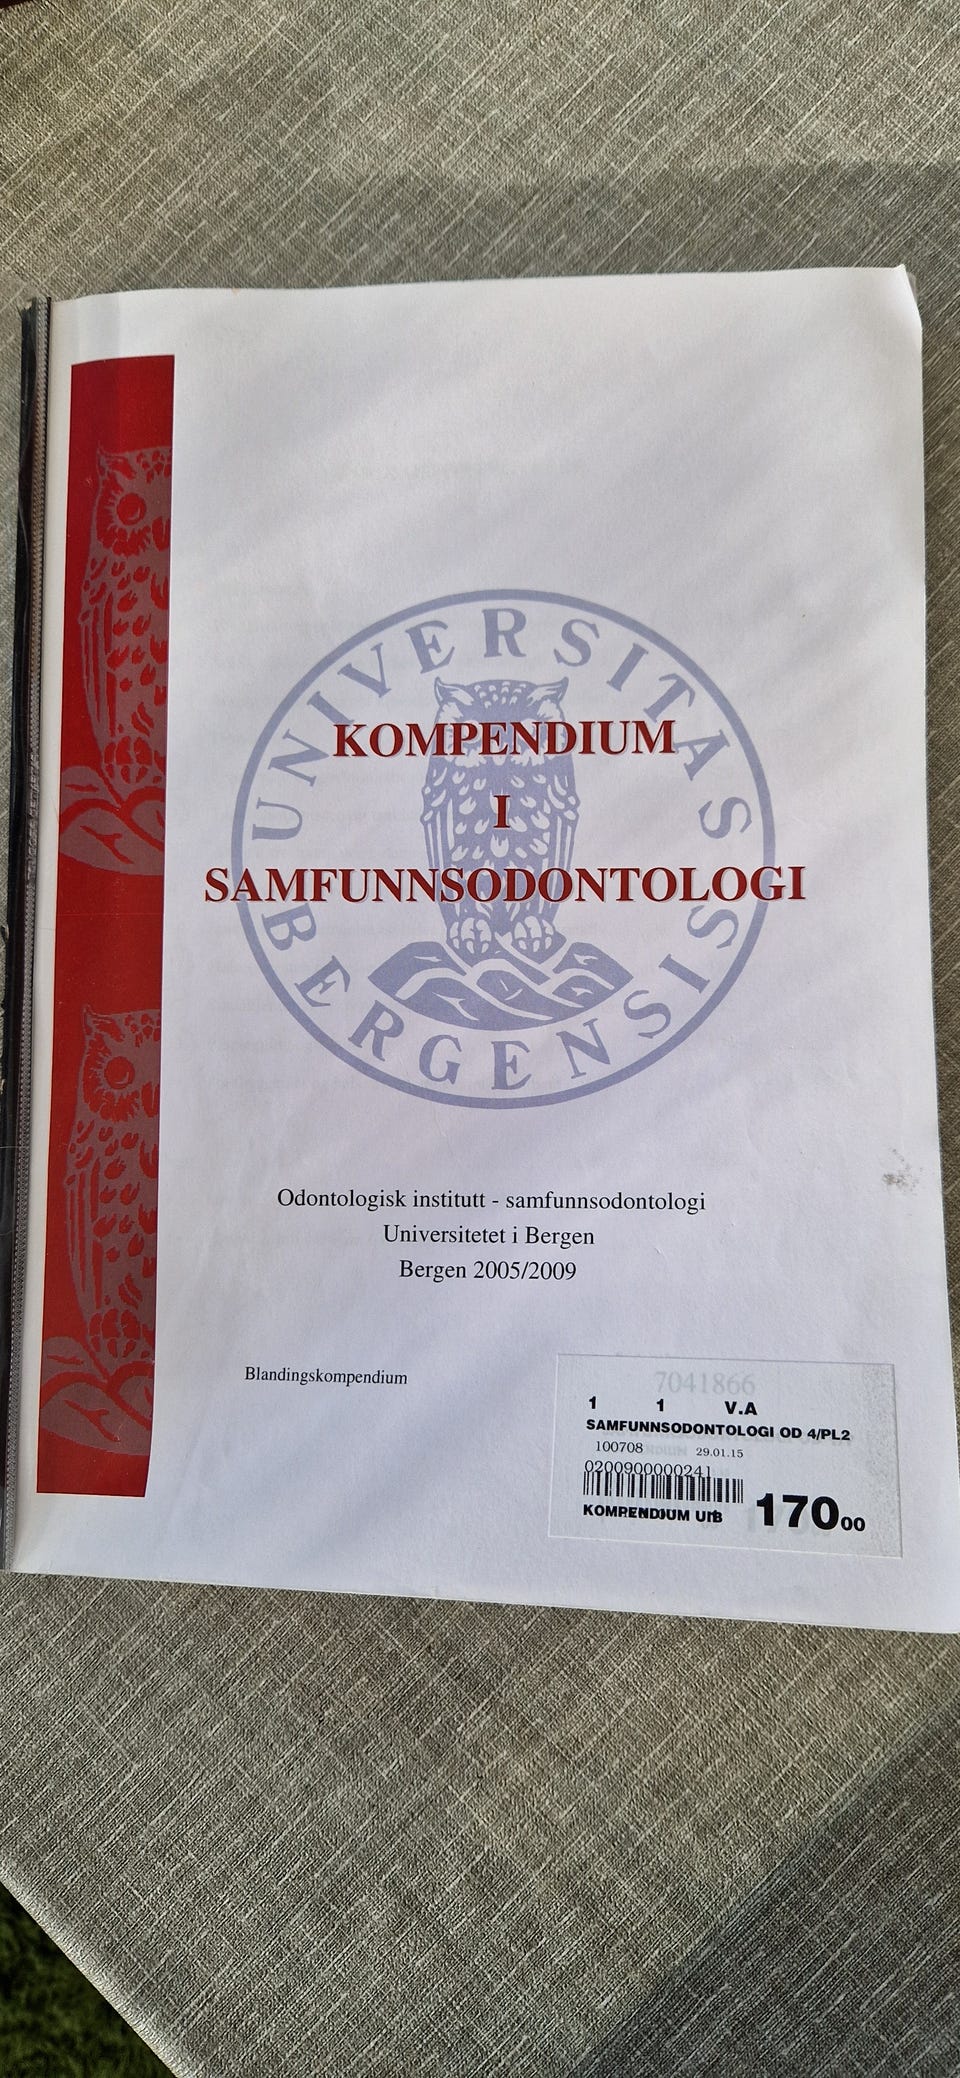 UNIVERSITAS
BERGENSIS
KOMPENDIUM
I
SAMFUNNSODONTOLOGI
Odontologisk institutt - samfunnsodontologi
Universitetet i Bergen
Bergen 2005/2009
Blandingskompendium
7041866
1 1 V.A
SAMFUNNSODONTOLOGI OD 4/PL2
100708 29.01.15
0200900000241
KOMPENDIUM UIB 170 00